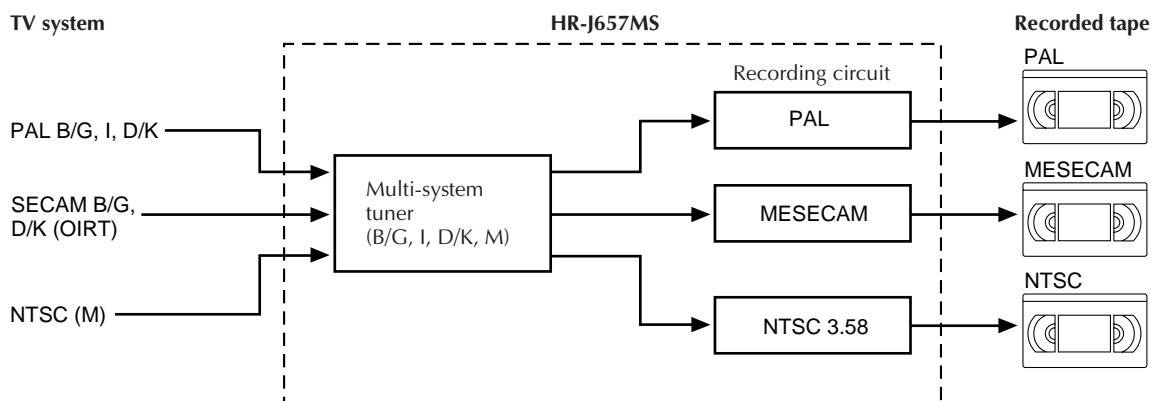 TV system
HR-J657MS
Recorded tape
PAL B/G, I, D/K
SECAM B/G,
D/K (OIRT)
NTSC (M)
Multi-system
tuner
(B/G, I, D/K, M)
Recording circuit
PAL
MESECAM
NTSC 3.58
PAL
MESECAM
NTSC